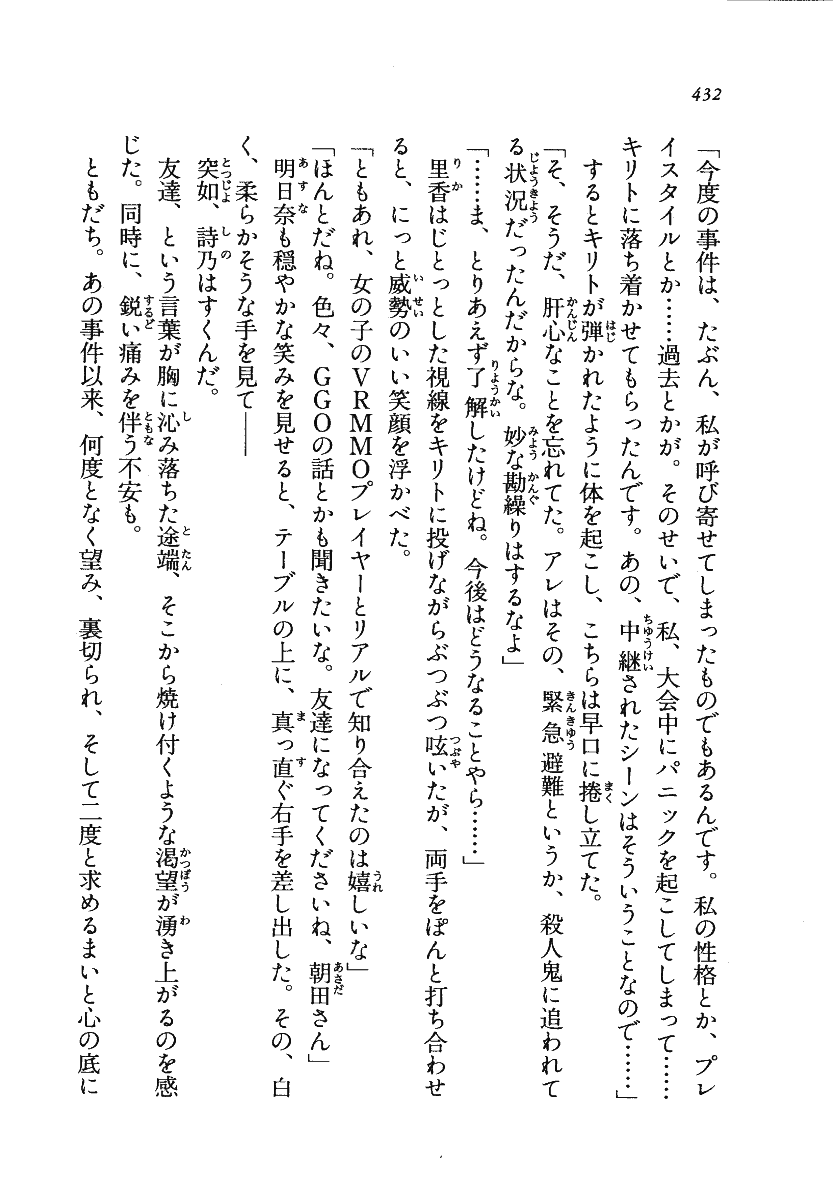 432
「今度の事件は、たぶん、私が呼び寄せてしまったものでもあるんです。私の性格とか、プレ
イスタイルとか……過去とかが。そのせいで、私、大会中にパニックを起こしてしまって……
キリトに落ち着かせてもらったんです。あの、中継されたシーンはそういうことなので……」
するとキリトが弾かれたように体を起こし、こちらは早口に捲し立てた。
「そ、そうだ、肝心なことを忘れてた。アレはその、緊急避難というか、殺人鬼に追われて
る状況だったんだからな。妙な勘繰りはするなよ」
「……ま、とりあえず了解したけどね。今後はどうなることやら……」
里香はじとっとした視線をキリトに投げながらぶつぶつ呟いたが、両手をぽんと打ち合わせ
ると、にっと威勢のいい笑顔を浮かべた。
「ともあれ、女の子のVRMMOプレイヤーとリアルで知り合えたのは嬉しいな」
「ほんとだね。色々、GGOの話とかも聞きたいな。友達になってくださいね、朝田さん」
明日奈も穏やかな笑みを見せると、テーブルの上に、真っ直ぐ右手を差し出した。その、白
く、柔らかそうな手を見て――
突如、詩乃はすくんだ。
友達、という言葉が胸に沁み落ちた途端、そこから焼け付くような渇望が湧き上がるのを感
じた。同時に、鋭い痛みを伴う不安も。
ともだち。あの事件以来、何度となく望み、裏切られ、そして二度と求めるまいと心の底に